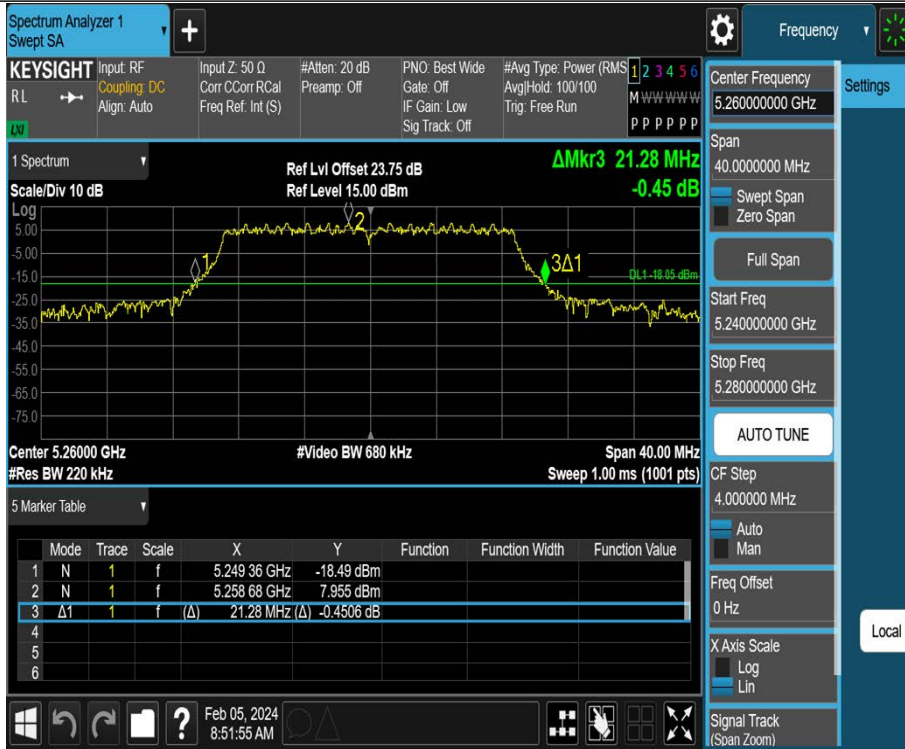 Spectrum Analyzer 1
Swept SA
+
Frequency
KEYSIGHT
RL
LXI
Input: RF
Coupling: DC
Align: Auto
Input Z: 50 Ω
Corr CCorr RCal
Freq Ref: Int (S)
#Atten: 20 dB
Preamp: Off
PNO: Best Wide
Gate: Off
IF Gain: Low
Sig Track: Off
#Avg Type: Power (RMS
Avg|Hold: 100/100
Trig: Free Run
1 2 3 4 5 6
M W W W W W
P P P P P P
Settings
Center Frequency
5.260000000 GHz
Span
40.0000000 MHz
Swept Span
Zero Span
Full Span
Start Freq
5.240000000 GHz
Stop Freq
5.280000000 GHz
AUTO TUNE
CF Step
4.000000 MHz
Auto
Man
Freq Offset
0 Hz
X Axis Scale
Log
Lin
Signal Track
(Span Zoom)
Local
1 Spectrum
Scale/Div 10 dB
Ref Lvl Offset 23.75 dB
Ref Level 15.00 dBm
ΔMkr3 21.28 MHz
-0.45 dB
Log
5.00
-5.00
-15.0
-25.0
-35.0
-45.0
-55.0
-65.0
-75.0
1
2
3Δ1
DL1 -18.05 dBm
Center 5.26000 GHz
#Video BW 680 kHz
Span 40.00 MHz
#Res BW 220 kHz
Sweep 1.00 ms (1001 pts)
5 Marker Table
Mode Trace Scale X Y Function Function Width Function Value
1 N 1 f 5.249 36 GHz -18.49 dBm
2 N 1 f 5.258 68 GHz 7.955 dBm
3 Δ1 1 f (Δ) 21.28 MHz (Δ) -0.4506 dB
4
5
6
?
Feb 05, 2024
8:51:55 AM